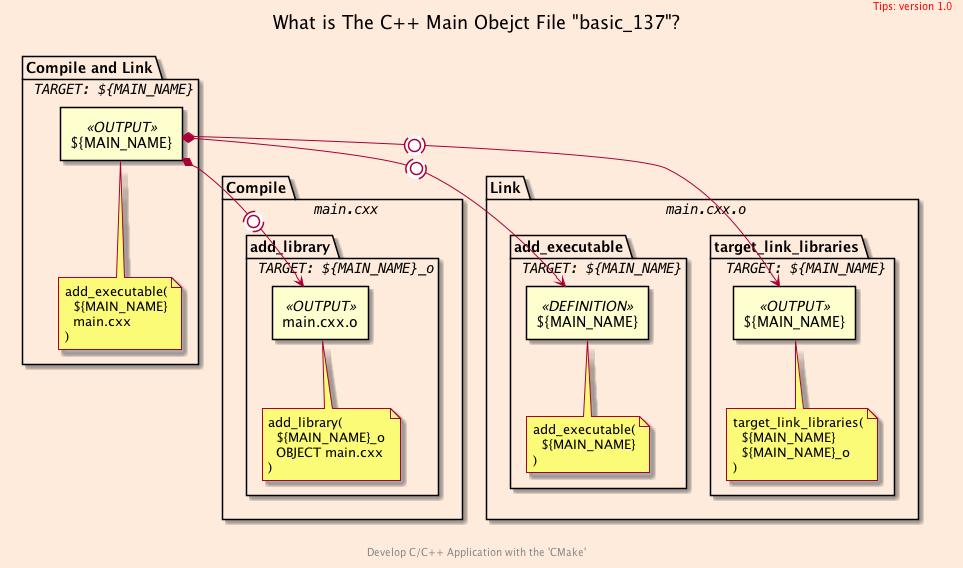 Tips: version 1.0
What is The C++ Main Obejct File "basic_137"?
Compile and Link
TARGET: ${MAIN_NAME}
«OUTPUT»
${MAIN_NAME}
add_executable(
${MAIN_NAME}
main.cxx
)
Compile
main.cxx
add_library
TARGET: ${MAIN_NAME}_o
«OUTPUT»
main.cxx.o
add_library(
${MAIN_NAME}_o
OBJECT main.cxx
)
Link
main.cxx.o
add_executable
TARGET: ${MAIN_NAME}
«DEFINITION»
${MAIN_NAME}
add_executable(
${MAIN_NAME}
)
target_link_libraries
TARGET: ${MAIN_NAME}
«OUTPUT»
${MAIN_NAME}
target_link_libraries(
${MAIN_NAME}
${MAIN_NAME}_o
)
Develop C/C++ Application with the 'CMake'